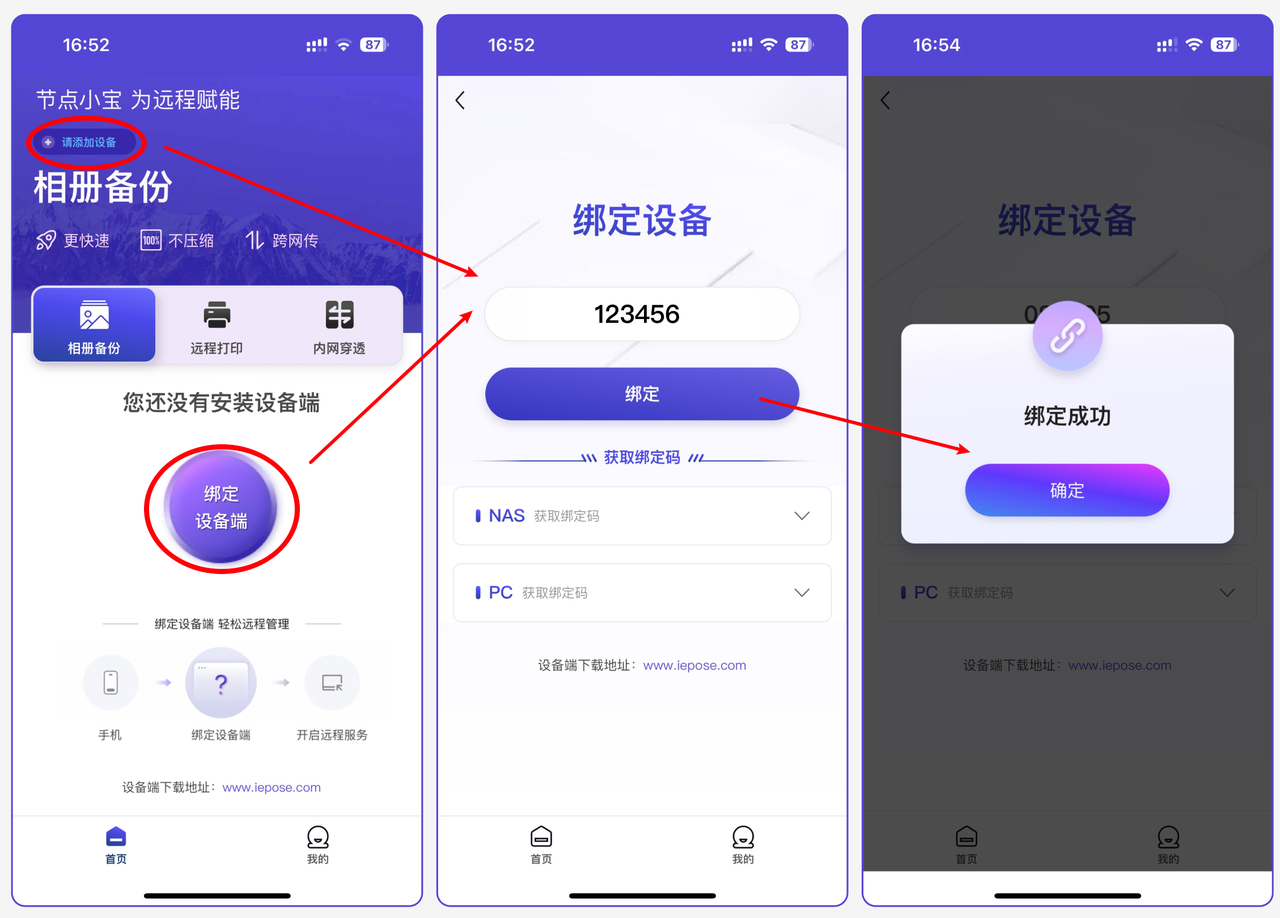 16:52
87
节点小宝 为远程赋能
请添加设备
相册备份
更快速
100%
不压缩
跨网传
相册备份
远程打印
内网穿透
您还没有安装设备端
绑定
设备端
绑定设备端 轻松远程管理
?
手机
绑定设备端
开启远程服务
设备端下载地址：www.iepose.com
首页
我的
16:52
87
绑定设备
123456
绑定
获取绑定码
NAS 获取绑定码
PC 获取绑定码
设备端下载地址：www.iepose.com
首页
我的
16:54
87
绑定设备
绑定成功
确定
PC 获取绑定码
设备端下载地址：www.iepose.com
首页
我的